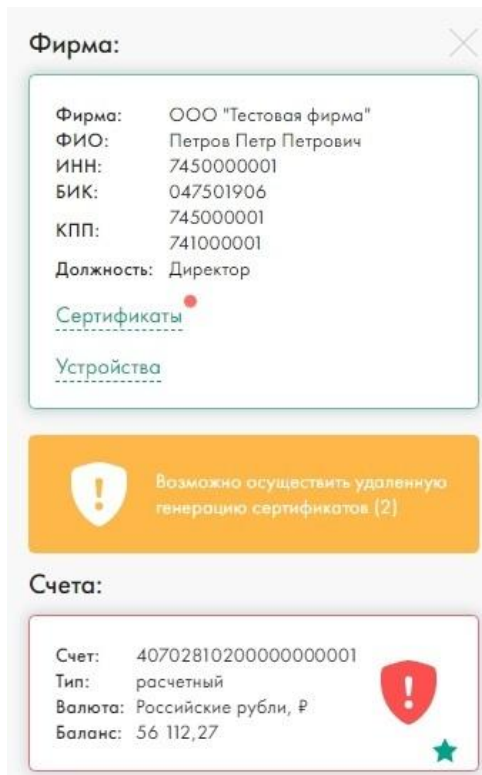 Фирма:
Фирма: ООО "Тестовая фирма"
ФИО: Петров Петр Петрович
ИНН: 7450000001
БИК: 047501906
КПП: 745000001
741000001
Должность: Директор
Сертификаты
Устройства
Возможно осуществить удаленную
генерацию сертификатов (2)
Счета:
Счет: 40702810200000000001
Тип: расчетный
Валюта: Российские рубли, ₽
Баланс: 56 112,27